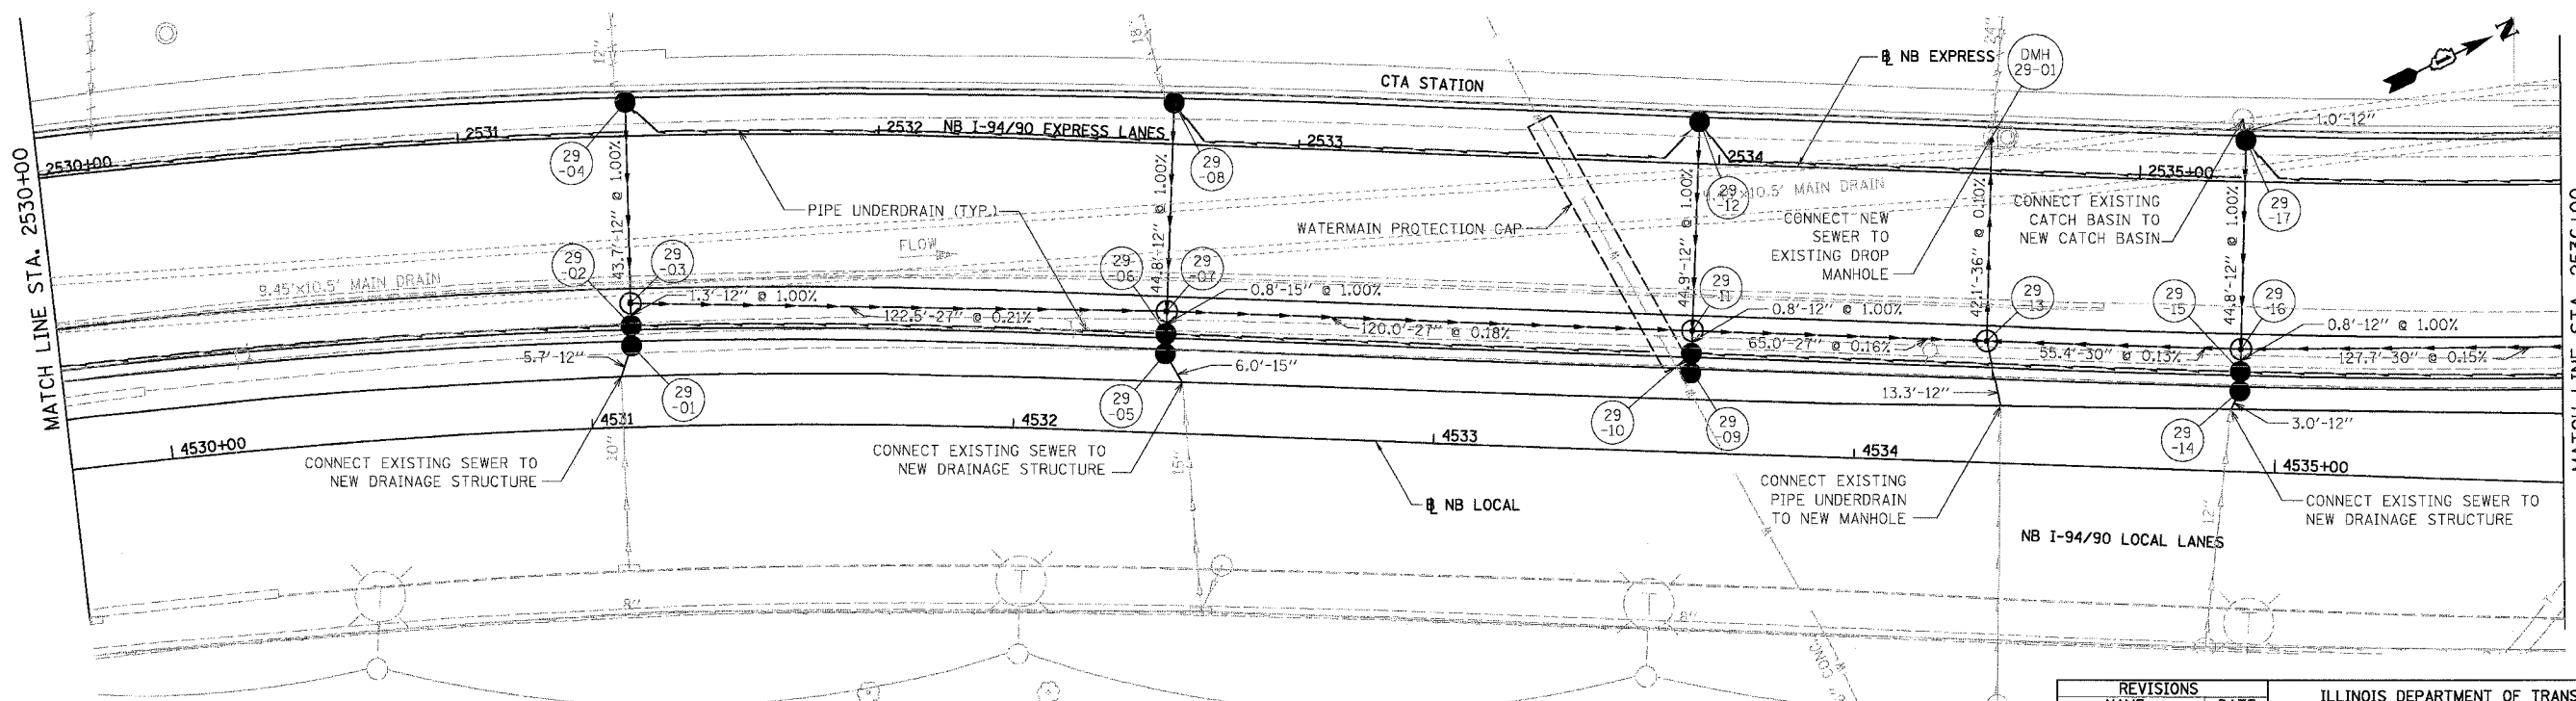 MATCH LINE STA. 2530+00
12"
18"
24"
N
CTA STATION
℄ NB EXPRESS
DMH
29-01
1.0'-12"
2530+00
2531
2532
NB I-94/90 EXPRESS LANES
2533
2534
2535+00
29
-04
29
-08
29
-12
29
-17
43.7'-12" @ 1.00%
44.8'-12" @ 1.00%
44.9'-12" @ 1.00%
42.1'-36" @ 0.10%
44.8'-12" @ 1.00%
PIPE UNDERDRAIN (TYP.)
WATERMAIN PROTECTION CAP
10.5' MAIN DRAIN
CONNECT NEW
SEWER TO
EXISTING DROP
MANHOLE
CONNECT EXISTING
CATCH BASIN TO
NEW CATCH BASIN
FLOW
9.45'x10.5' MAIN DRAIN
29
-02
29
-03
29
-06
29
-07
29
-11
29
-13
29
-15
29
-16
1.3'-12" @ 1.00%
122.5'-27" @ 0.21%
0.8'-15" @ 1.00%
120.0'-27" @ 0.18%
0.8'-12" @ 1.00%
65.0'-27" @ 0.16%
55.4'-30" @ 0.13%
0.8'-12" @ 1.00%
127.7'-30" @ 0.15%
5.7'-12"
6.0'-15"
13.3'-12"
3.0'-12"
29
-01
29
-05
29
-10
29
-09
29
-14
4530+00
4531
4532
4533
4534
4535+00
CONNECT EXISTING SEWER TO
NEW DRAINAGE STRUCTURE
10"
CONNECT EXISTING SEWER TO
NEW DRAINAGE STRUCTURE
15"
℄ NB LOCAL
CONNECT EXISTING
PIPE UNDERDRAIN
TO NEW MANHOLE
12"
CONNECT EXISTING SEWER TO
NEW DRAINAGE STRUCTURE
NB I-94/90 LOCAL LANES
T
T
T
T
8"
8"
W
W
REVISIONS
NAME
DATE
ILLINOIS DEPARTMENT OF TRANS